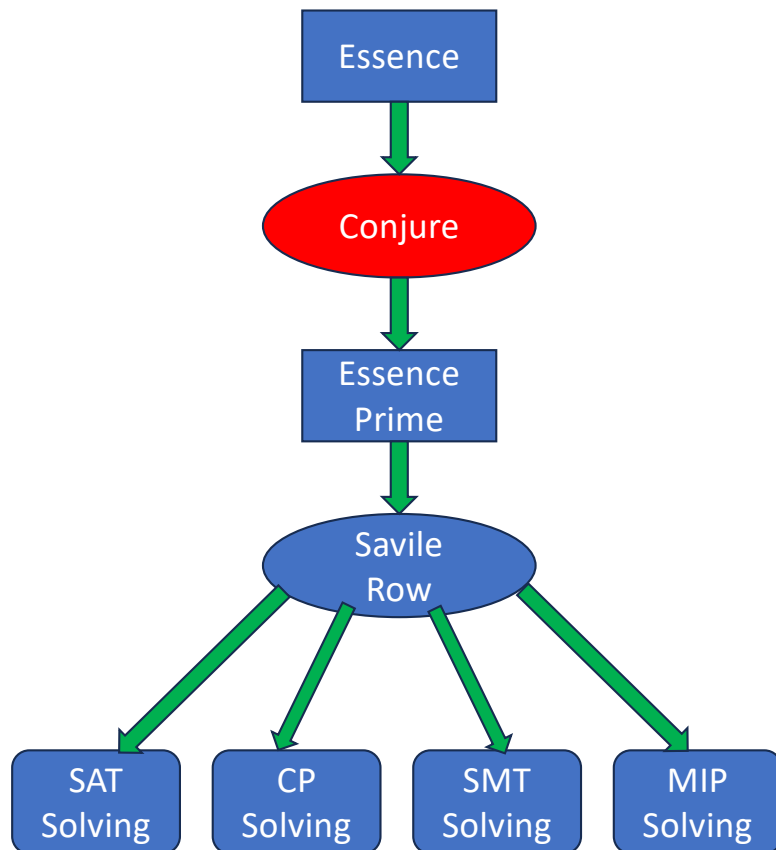 Essence
Conjure
Essence
Prime
Savile
Row
SAT
Solving
CP
Solving
SMT
Solving
MIP
Solving